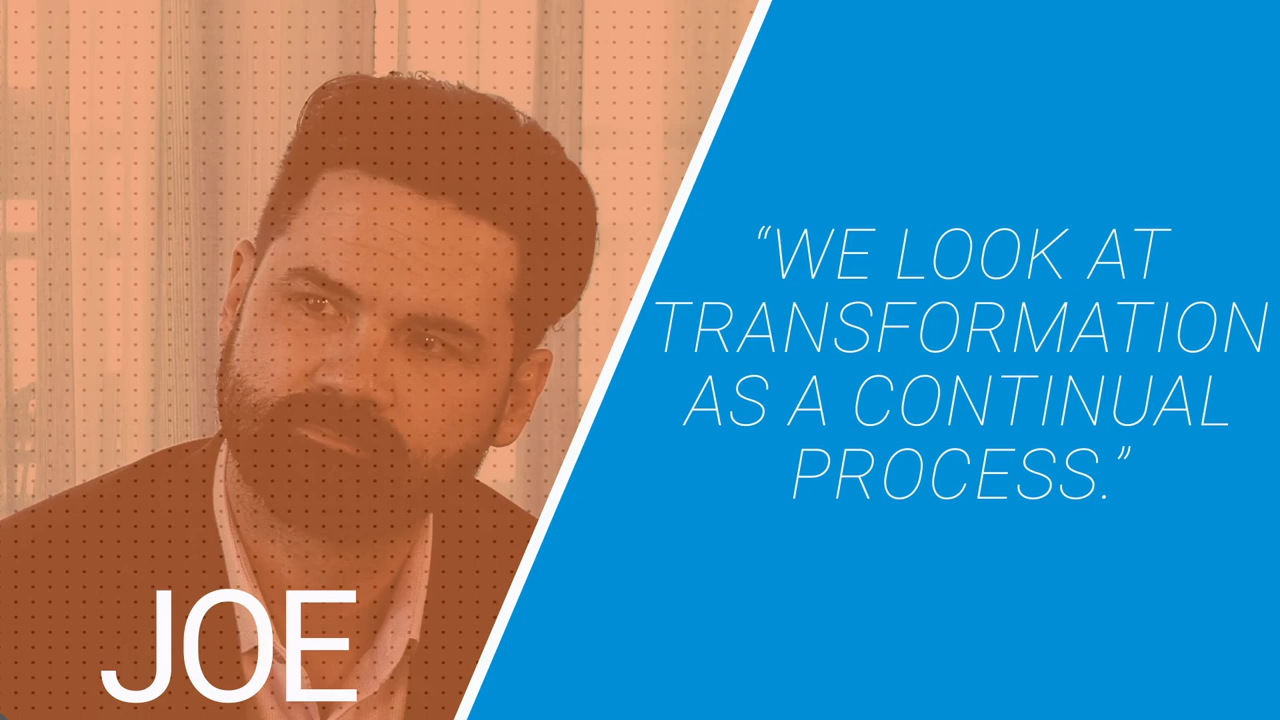 JOE
“WE LOOK AT
TRANSFORMATION
AS A CONTINUAL
PROCESS.”